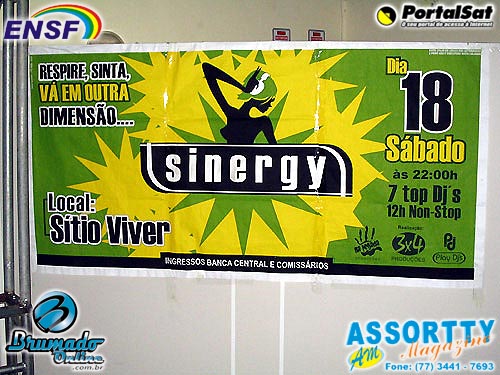 ENSF
PortalSat
O seu portal de acesso à Internet
RESPIRE, SINTA,
VÁ EM OUTRA
DIMENSÃO....
sinergy
Local:
Sítio Viver
Dia
18
Sábado
às 22:00h
7 top Dj's
12h Non-Stop
Realização:
3x4
PRODUÇÕES
Play Djs
INGRESSOS BANCA CENTRAL E COMISSÁRIOS
Brumado
Online
.com.br
ASSORTTY
AM Magazine
Fone: (77) 3441 - 7693